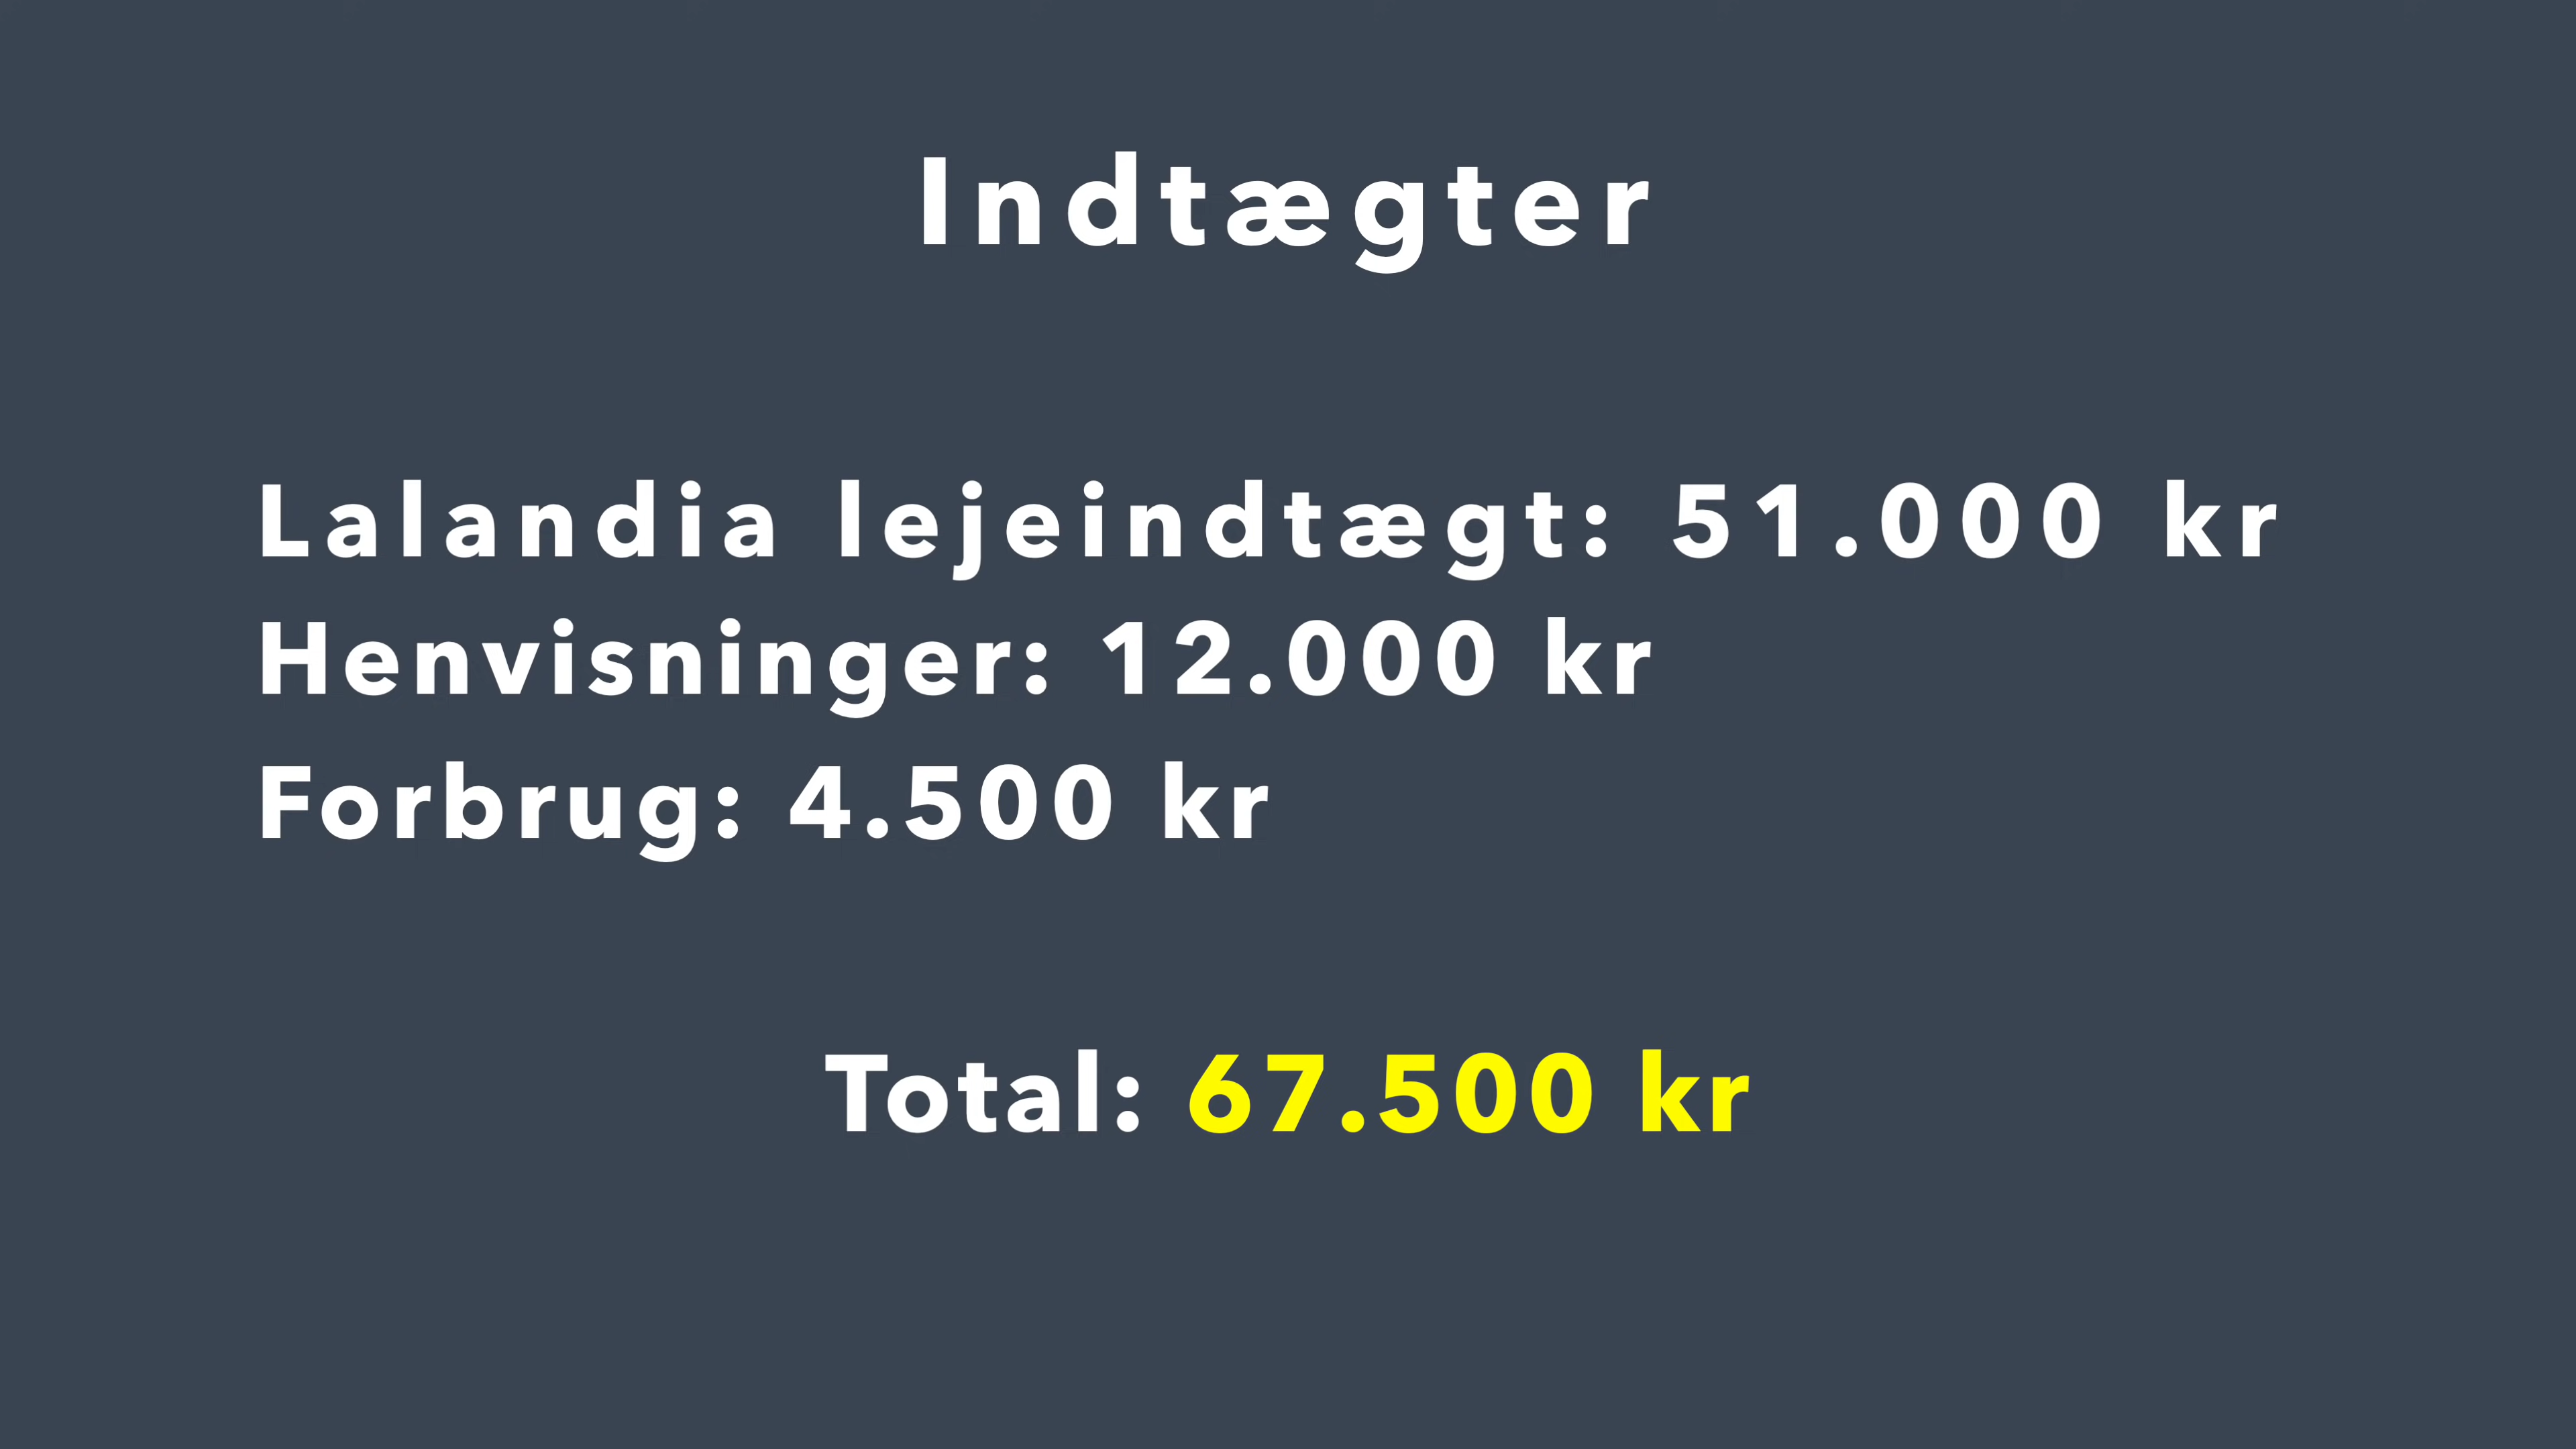 Indtægter
Lalandia lejeindtægt: 51.000 kr
Henvisninger: 12.000 kr
Forbrug: 4.500 kr
Total: 67.500 kr